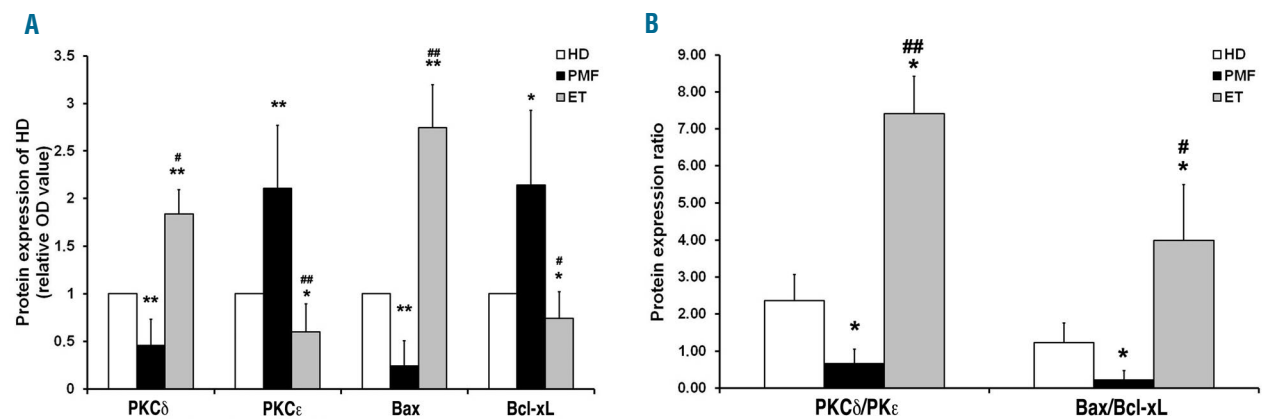 A
Protein expression of HD
(relative OD value)
3.5
3
2.5
2
1.5
1
0.5
0
HD
PMF
ET
**
#
**
**
##
*
**
##
**
*
#
*
PKCδ
PKCε
Bax
Bcl-xL
B
Protein expression ratio
9.00
8.00
7.00
6.00
5.00
4.00
3.00
2.00
1.00
0.00
HD
PMF
ET
*
##
*
*
#
*
PKCδ/PKε
Bax/Bcl-xL